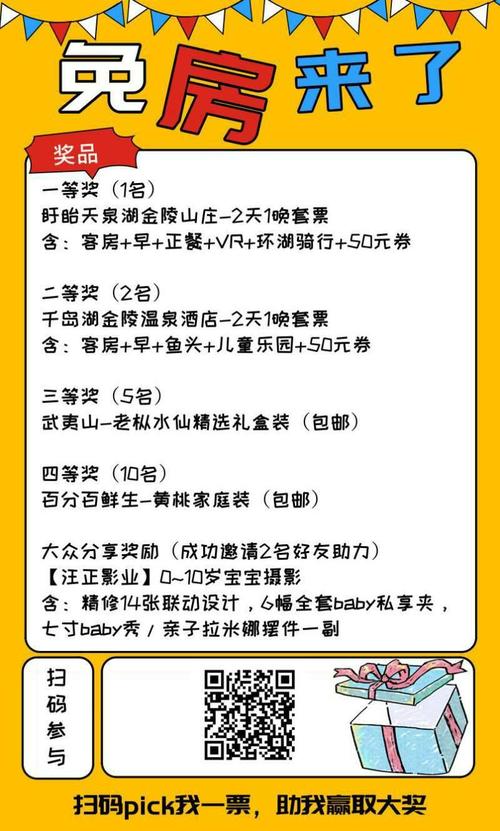 免房来了
奖品
一等奖（1名）
盱眙天泉湖金陵山庄-2天1晚套票
含：客房+早+正餐+VR+环湖骑行+50元券
二等奖（2名）
千岛湖金陵温泉酒店-2天1晚套票
含：客房+早+鱼头+儿童乐园+50元券
三等奖（5名）
武夷山-老枞水仙精选礼盒装（包邮）
四等奖（10名）
百分百鲜生-黄桃家庭装（包邮）
大众分享奖励（成功邀请2名好友助力）
【汪正影业】0~10岁宝宝摄影
含：精修14张联动设计，6幅全套baby私享夹，
七寸baby秀/亲子拉米娜摆件一副
扫码参与
扫码pick我一票，助我赢取大奖